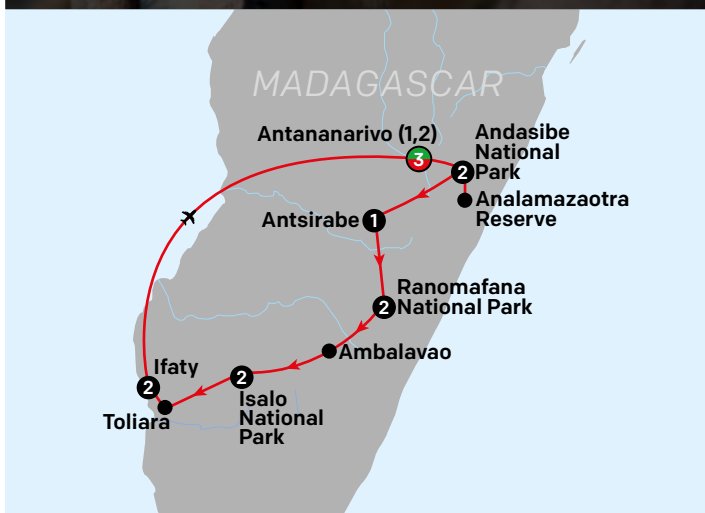 MADAGASCAR
Antananarivo (1,2)
3
Andasibe
National
Park
2
Analamazaotra
Reserve
Antsirabe
1
Ranomafana
National Park
2
Ambalavao
Ifaty
2
2
Isalo
National
Park
Toliara